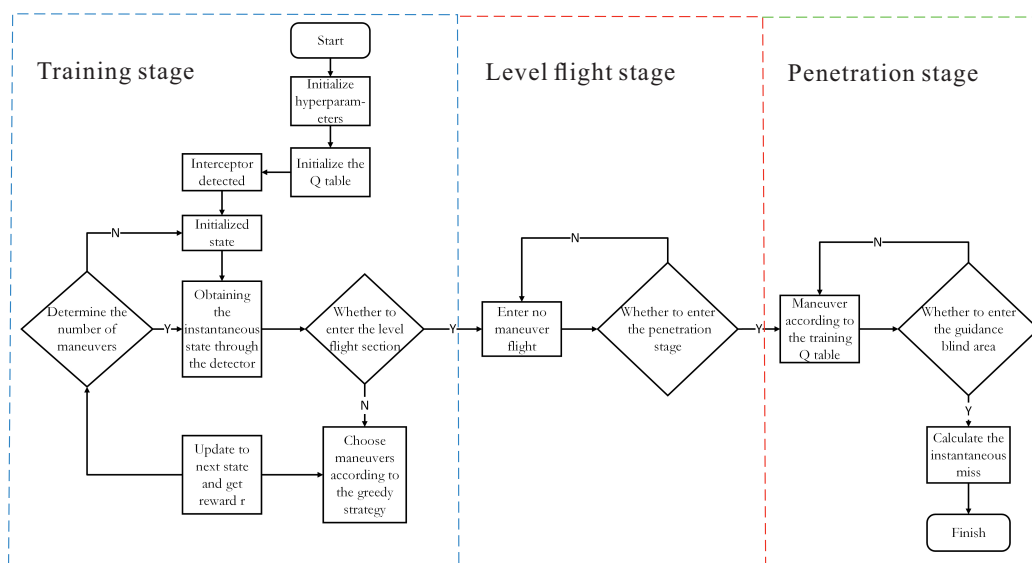 Training stage
Start
Initialize
hyperparam-
eters
Initialize the
Q table
Interceptor
detected
Initialized
state
N
Determine the
number of
maneuvers
Y
Obtaining
the
instantaneous
state through
the detector
Whether to
enter the level
flight section
Y
N
Choose
maneuvers
according to
the greedy
strategy
Update to
next state
and get
reward r
Level flight stage
N
Enter no
maneuver
flight
Whether to enter
the penetration
stage
Y
Penetration stage
N
Maneuver
according to
the training
Q table
Whether to enter
the guidance
blind area
Y
Calculate the
instantaneous
miss
Finish